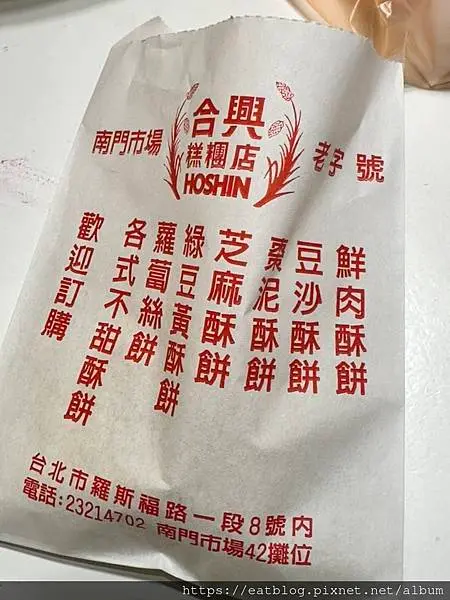 南門市場
合興
糕糰店
HOSHIN
老字號
鮮肉酥餅
豆沙酥餅
棗泥酥餅
芝麻酥餅
綠豆黃酥餅
蘿蔔絲餅
各式不甜酥餅
歡迎訂購
台北市羅斯福路一段8號內
電話:23214702 南門市場42攤位
https://eatblog.pixnet.net/album